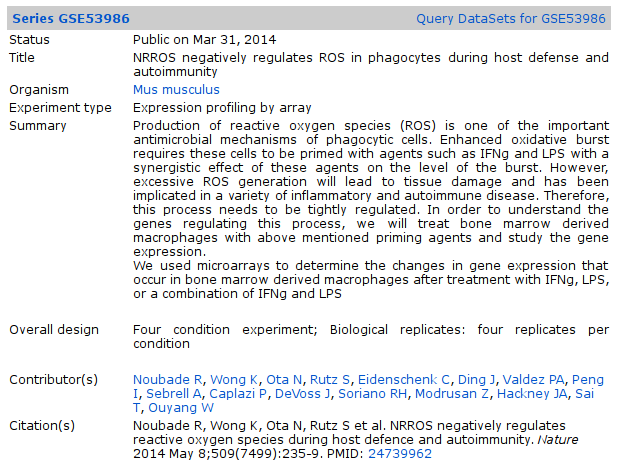 Series GSE53986 Query DataSets for GSE53986
Status Public on Mar 31, 2014
Title NRROS negatively regulates ROS in phagocytes during host defense and
autoimmunity
Organism Mus musculus
Experiment type Expression profiling by array
Summary Production of reactive oxygen species (ROS) is one of the important
antimicrobial mechanisms of phagocytic cells. Enhanced oxidative burst
requires these cells to be primed with agents such as IFNg and LPS with a
synergistic effect of these agents on the level of the burst. However,
excessive ROS generation will lead to tissue damage and has been
implicated in a variety of inflammatory and autoimmune disease. Therefore,
this process needs to be tightly regulated. In order to understand the
genes regulating this process, we will treat bone marrow derived
macrophages with above mentioned priming agents and study the gene
expression.
We used microarrays to determine the changes in gene expression that
occur in bone marrow derived macrophages after treatment with IFNg, LPS,
or a combination of IFNg and LPS
Overall design Four condition experiment; Biological replicates: four replicates per
condition
Contributor(s) Noubade R, Wong K, Ota N, Rutz S, Eidenschenk C, Ding J, Valdez PA, Peng
I, Sebrell A, Caplazi P, DeVoss J, Soriano RH, Modrusan Z, Hackney JA, Sai
T, Ouyang W
Citation(s) Noubade R, Wong K, Ota N, Rutz S et al. NRROS negatively regulates
reactive oxygen species during host defence and autoimmunity. Nature
2014 May 8;509(7499):235-9. PMID: 24739962